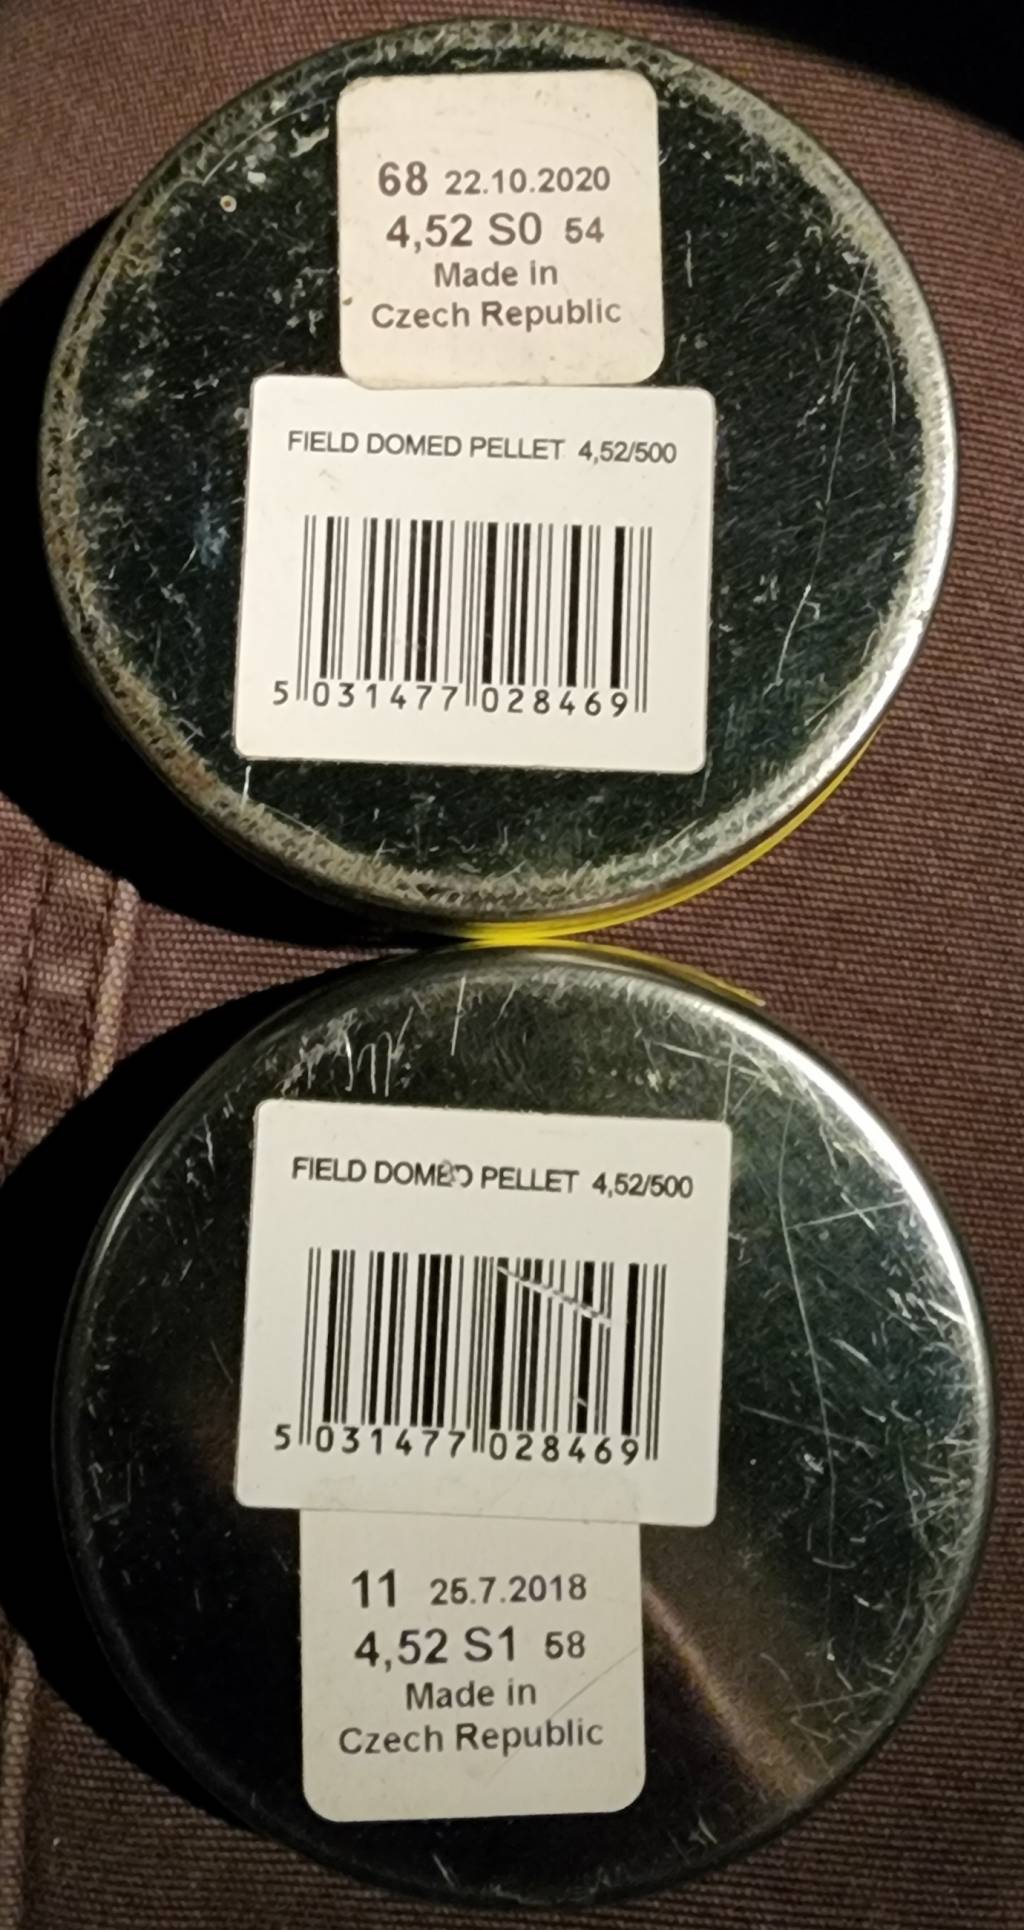 68 22.10.2020
4,52 S0 54
Made in
Czech Republic
FIELD DOMED PELLET 4,52/500
5 031477 028469
FIELD DOMED PELLET 4,52/500
5 031477 028469
11 25.7.2018
4,52 S1 58
Made in
Czech Republic